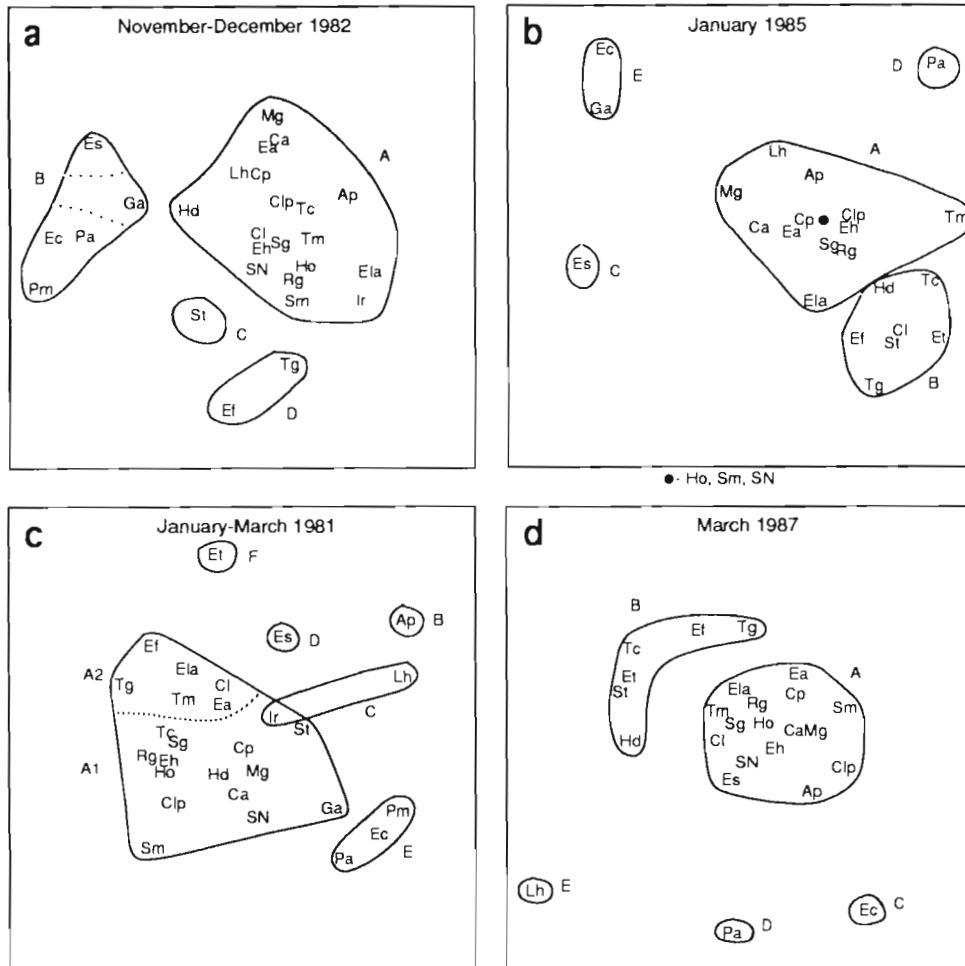 a
November-December 1982
Mg
Ca
Ea
A
Es
B
LhCp
Ap
Ga
Hd
Clp Tc
Ec Pa
Cl
Eh Sg Tm
SN Ho
Rg
Ela
Pm
Sm Ir
St
C
Tg
Ef
D
b
January 1985
Ec
E
Ga
D Pa
Lh A
Ap
Mg
Ca Ea Cp Clp
Eh
Tm
Sg Rg
Es C
Ela
Hd Tc
Ef Cl
St Et
Tg B
●- Ho, Sm, SN
c
January-March 1981
Et F
Ap B
Es D
Ef
A2
Ela
Tg Tm Cl
Ea
Lh
C
Ir
St
Tc
Sg
Rg Eh
Ho
Cp
Hd Mg
A1
Clp Ca
SN
Ga
Pm
Ec
Sm
Pa E
d
March 1987
B
Ef Tg
Tc
Et
St
Hd
Ea A
Ela Cp
Rg
Tm Sm
Sg Ho
CaMg
Cl
Eh
SN
Es
Clp
Ap
Lh E
Ec C
Pa D